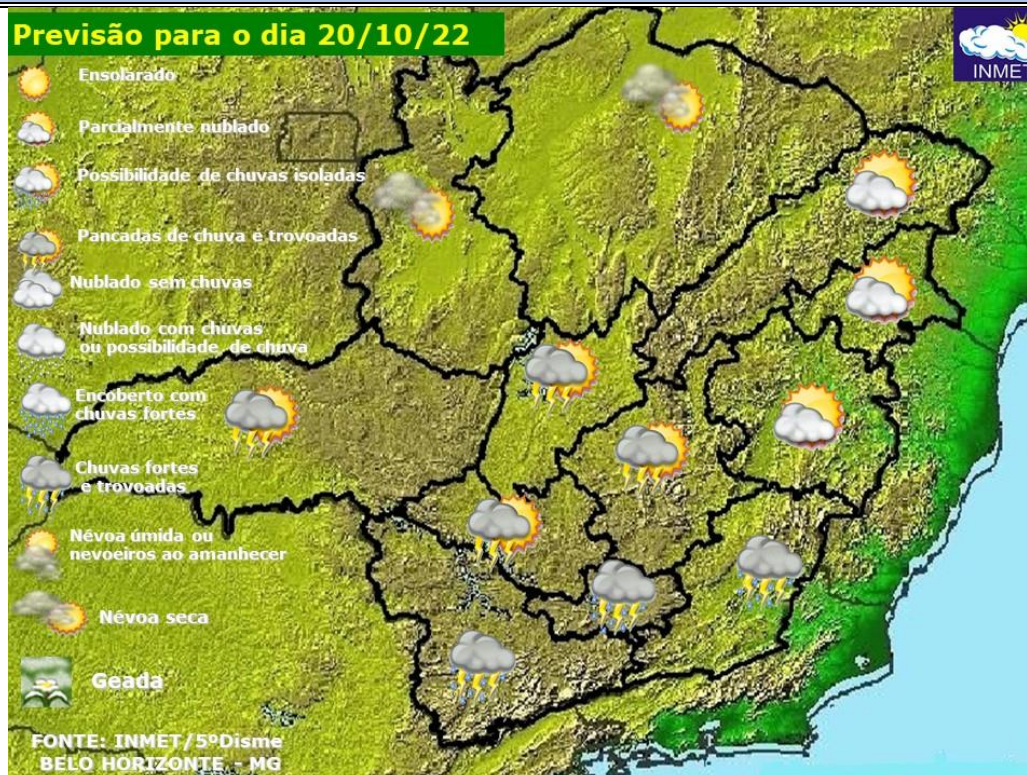 Previsão para o dia 20/10/22
INMET
Ensolarado
Parcialmente nublado
Possibilidade de chuvas isoladas
Pancadas de chuva e trovoadas
Nublado sem chuvas
Nublado com chuvas
ou possibilidade de chuva
Encoberto com
chuvas fortes
Chuvas fortes
e trovoadas
Névoa úmida ou
nevoeiros ao amanhecer
Névoa seca
Geada
FONTE: INMET/5ºDisme
BELO HORIZONTE - MG